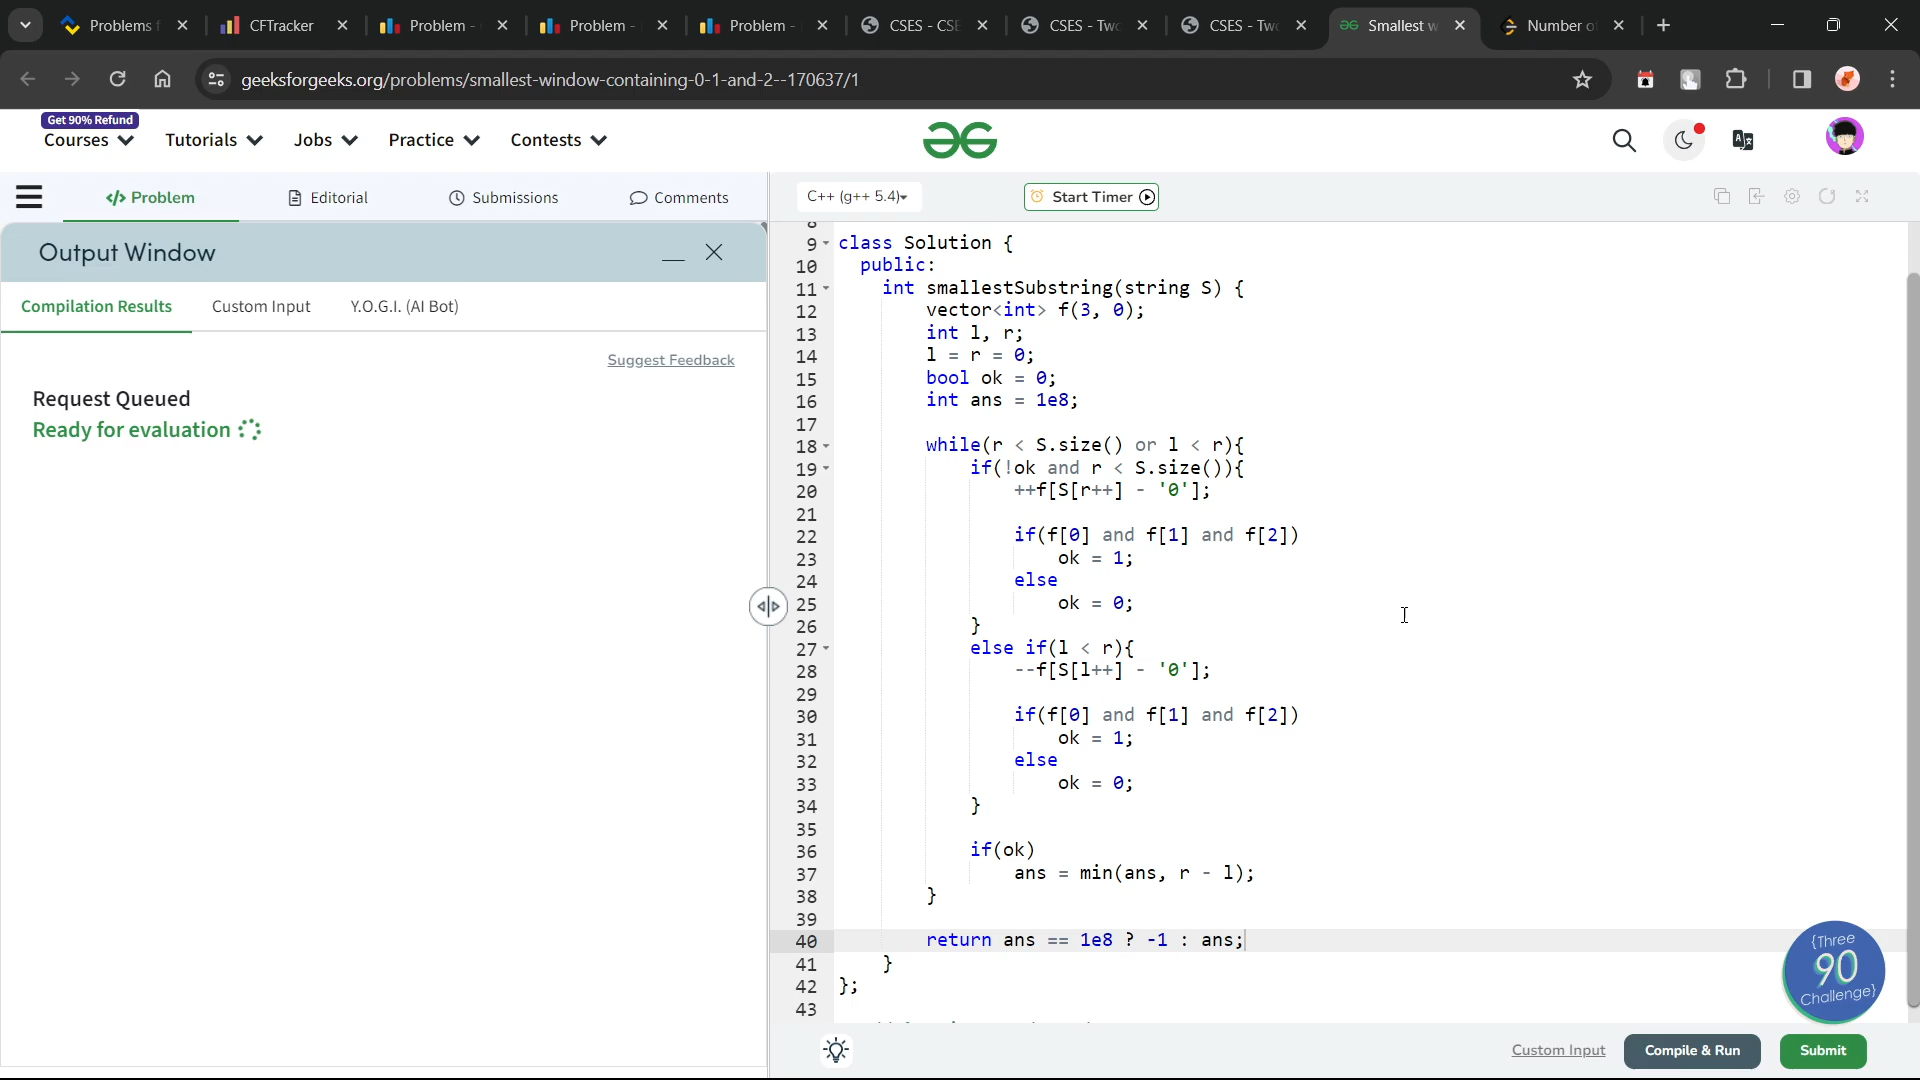 Problems f
CFTracker
Problem -
Problem -
Problem -
CSES - CSE
CSES - Two
CSES - Two
Smallest w
Number o
geeksforgeeks.org/problems/smallest-window-containing-0-1-and-2--170637/1
Get 90% Refund
Courses
Tutorials
Jobs
Practice
Contests
</> Problem
Editorial
Submissions
Comments
C++ (g++ 5.4)
Start Timer
Output Window
Compilation Results
Custom Input
Y.O.G.I. (AI Bot)
Suggest Feedback
Request Queued
Ready for evaluation
9 class Solution {
10 public:
11 int smallestSubstring(string S) {
12 vector<int> f(3, 0);
13 int l, r;
14 l = r = 0;
15 bool ok = 0;
16 int ans = 1e8;
17
18 while(r < S.size() or l < r){
19 if(!ok and r < S.size()){
20 ++f[S[r++] - '0'];
21
22 if(f[0] and f[1] and f[2])
23 ok = 1;
24 else
25 ok = 0;
26 }
27 else if(l < r){
28 --f[S[l++] - '0'];
29
30 if(f[0] and f[1] and f[2])
31 ok = 1;
32 else
33 ok = 0;
34 }
35
36 if(ok)
37 ans = min(ans, r - l);
38 }
39
40 return ans == 1e8 ? -1 : ans;
41 }
42 };
43
{Three
90
Challenge}
Custom Input
Compile & Run
Submit